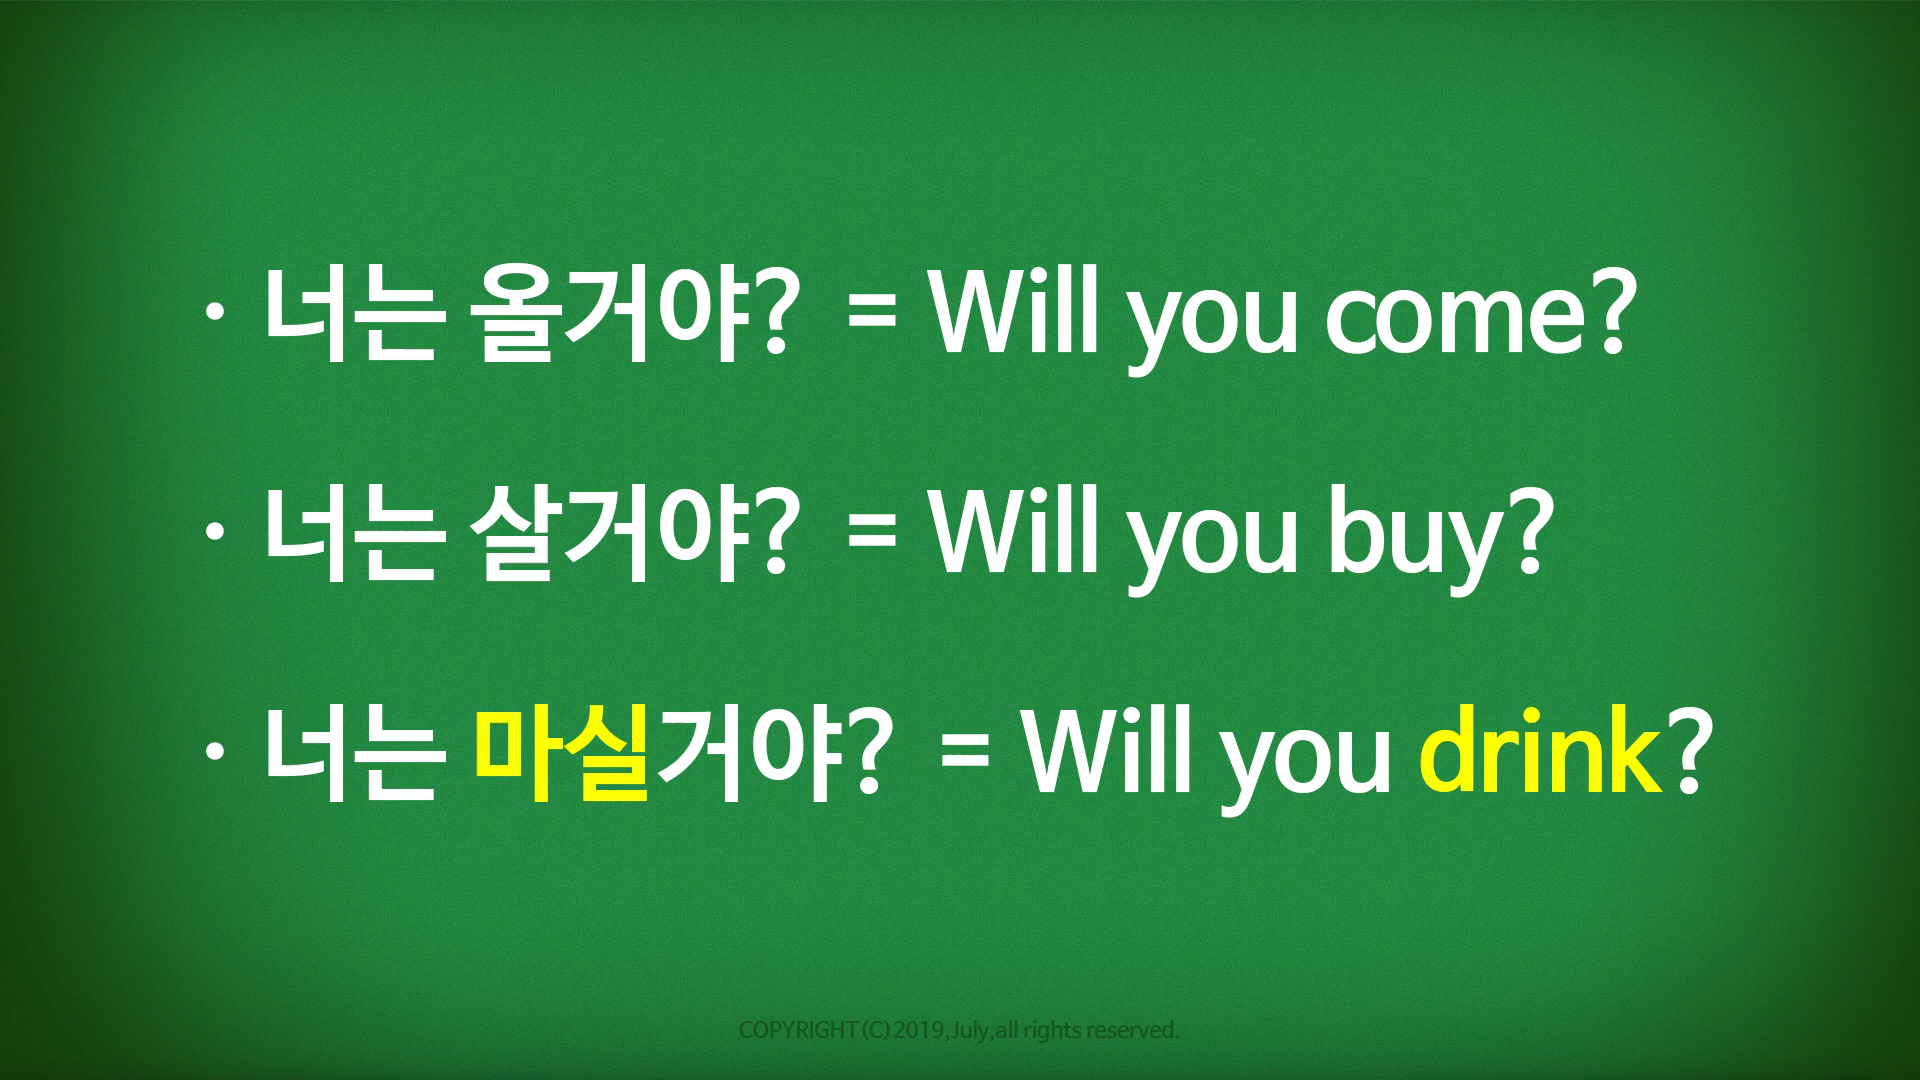 • 너는 올거야? = Will you come?
• 너는 살거야? = Will you buy?
• 너는 마실거야? = Will you drink?
COPYRIGHT(C)2019,July,all rights reserved.